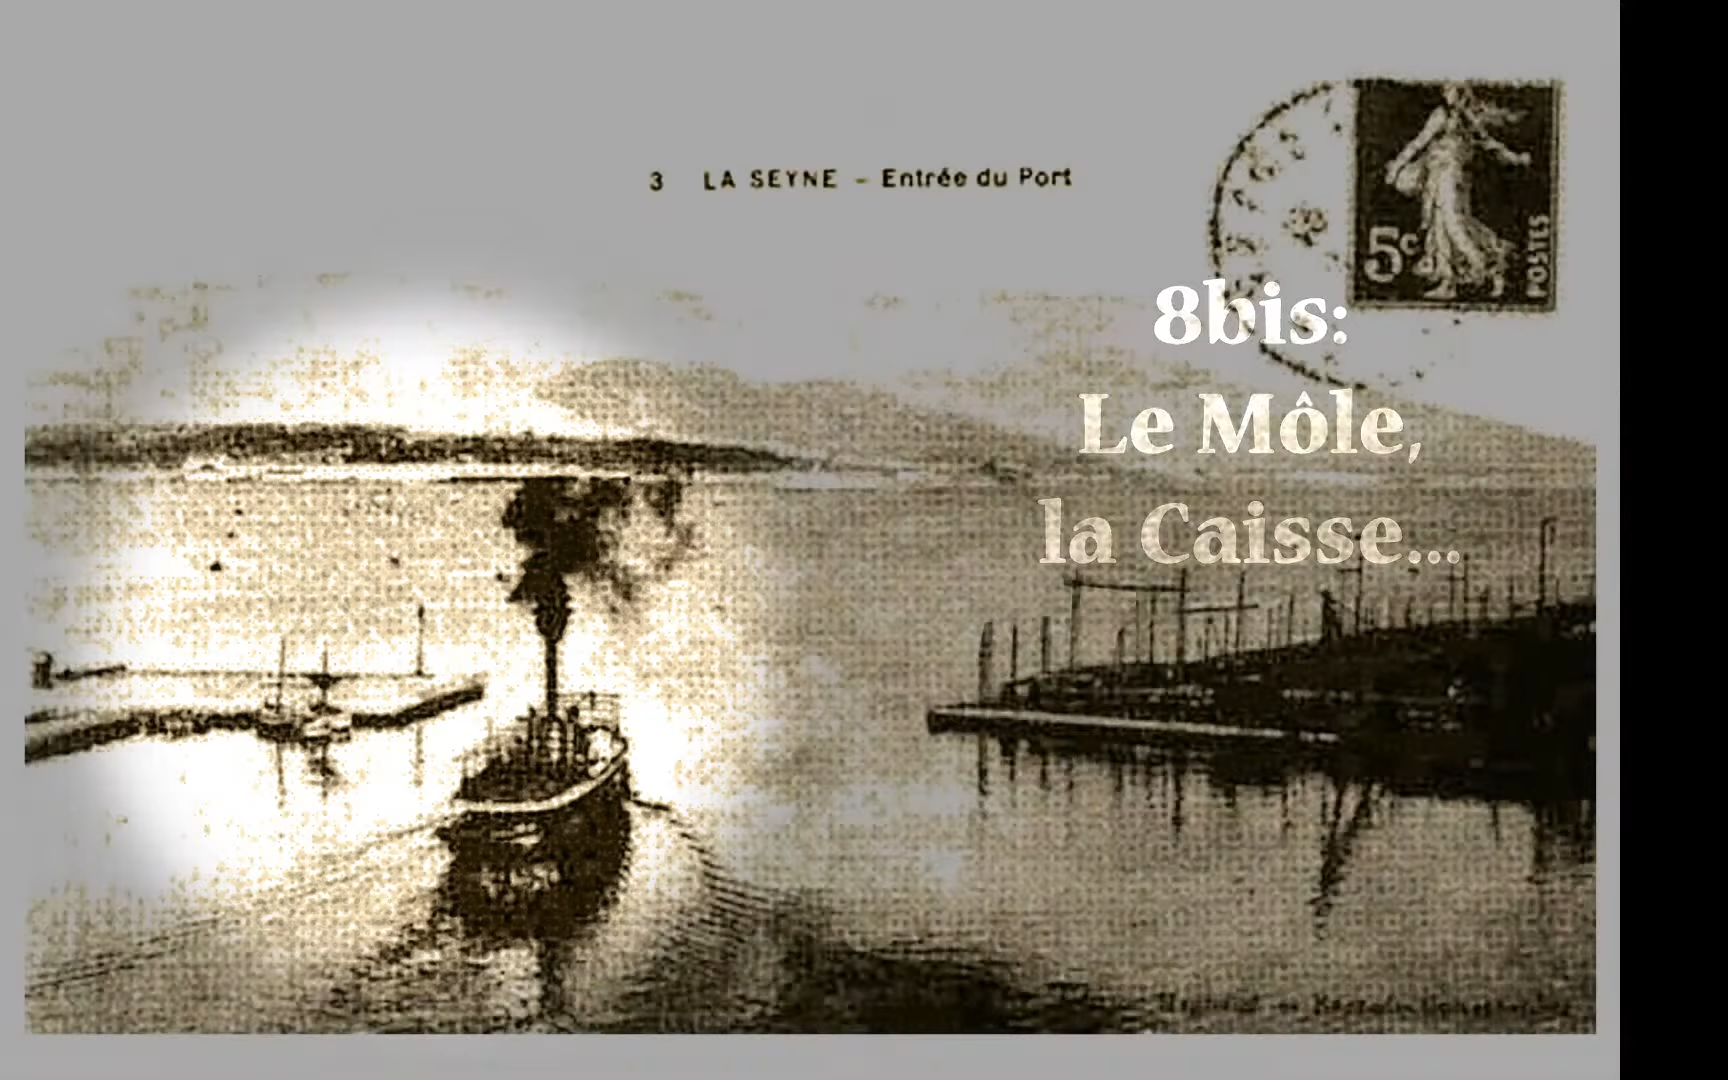 3 LA SEYNE - Entrée du Port
5c
POSTES
8bis:
Le Môle,
la Caisse...